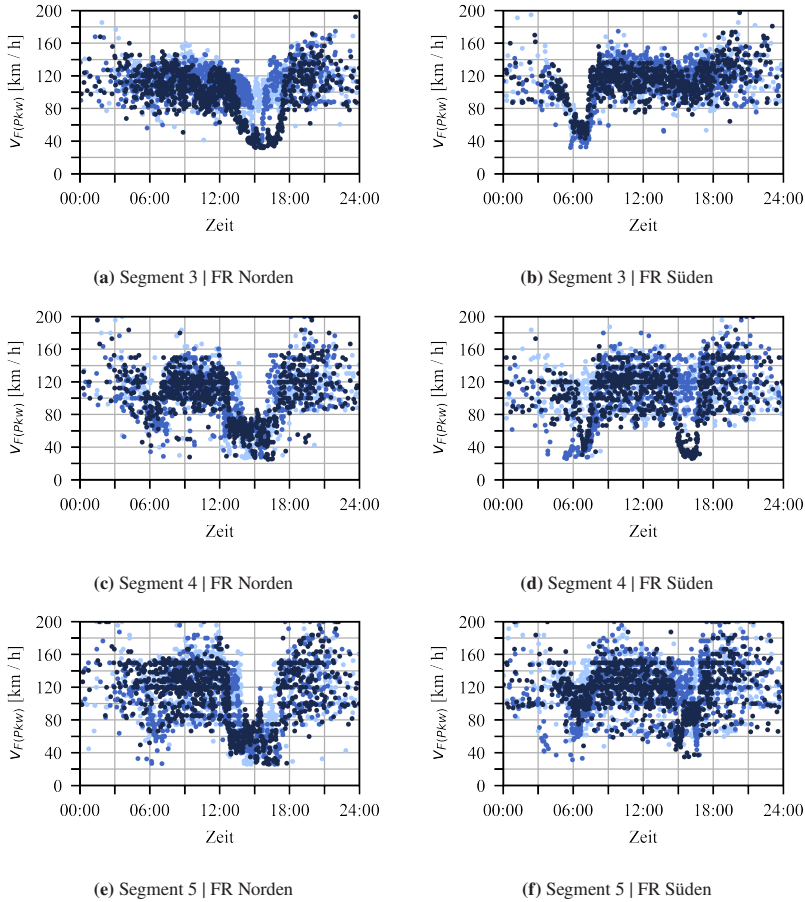 200
160
120
80
40
0
V_F(Pkw) [km / h]
00:00 06:00 12:00 18:00 24:00
Zeit
(a) Segment 3 | FR Norden
200
160
120
80
40
0
V_F(Pkw) [km / h]
00:00 06:00 12:00 18:00 24:00
Zeit
(b) Segment 3 | FR Süden
200
160
120
80
40
0
V_F(Pkw) [km / h]
00:00 06:00 12:00 18:00 24:00
Zeit
(c) Segment 4 | FR Norden
200
160
120
80
40
0
V_F(Pkw) [km / h]
00:00 06:00 12:00 18:00 24:00
Zeit
(d) Segment 4 | FR Süden
200
160
120
80
40
0
V_F(Pkw) [km / h]
00:00 06:00 12:00 18:00 24:00
Zeit
(e) Segment 5 | FR Norden
200
160
120
80
40
0
V_F(Pkw) [km / h]
00:00 06:00 12:00 18:00 24:00
Zeit
(f) Segment 5 | FR Süden